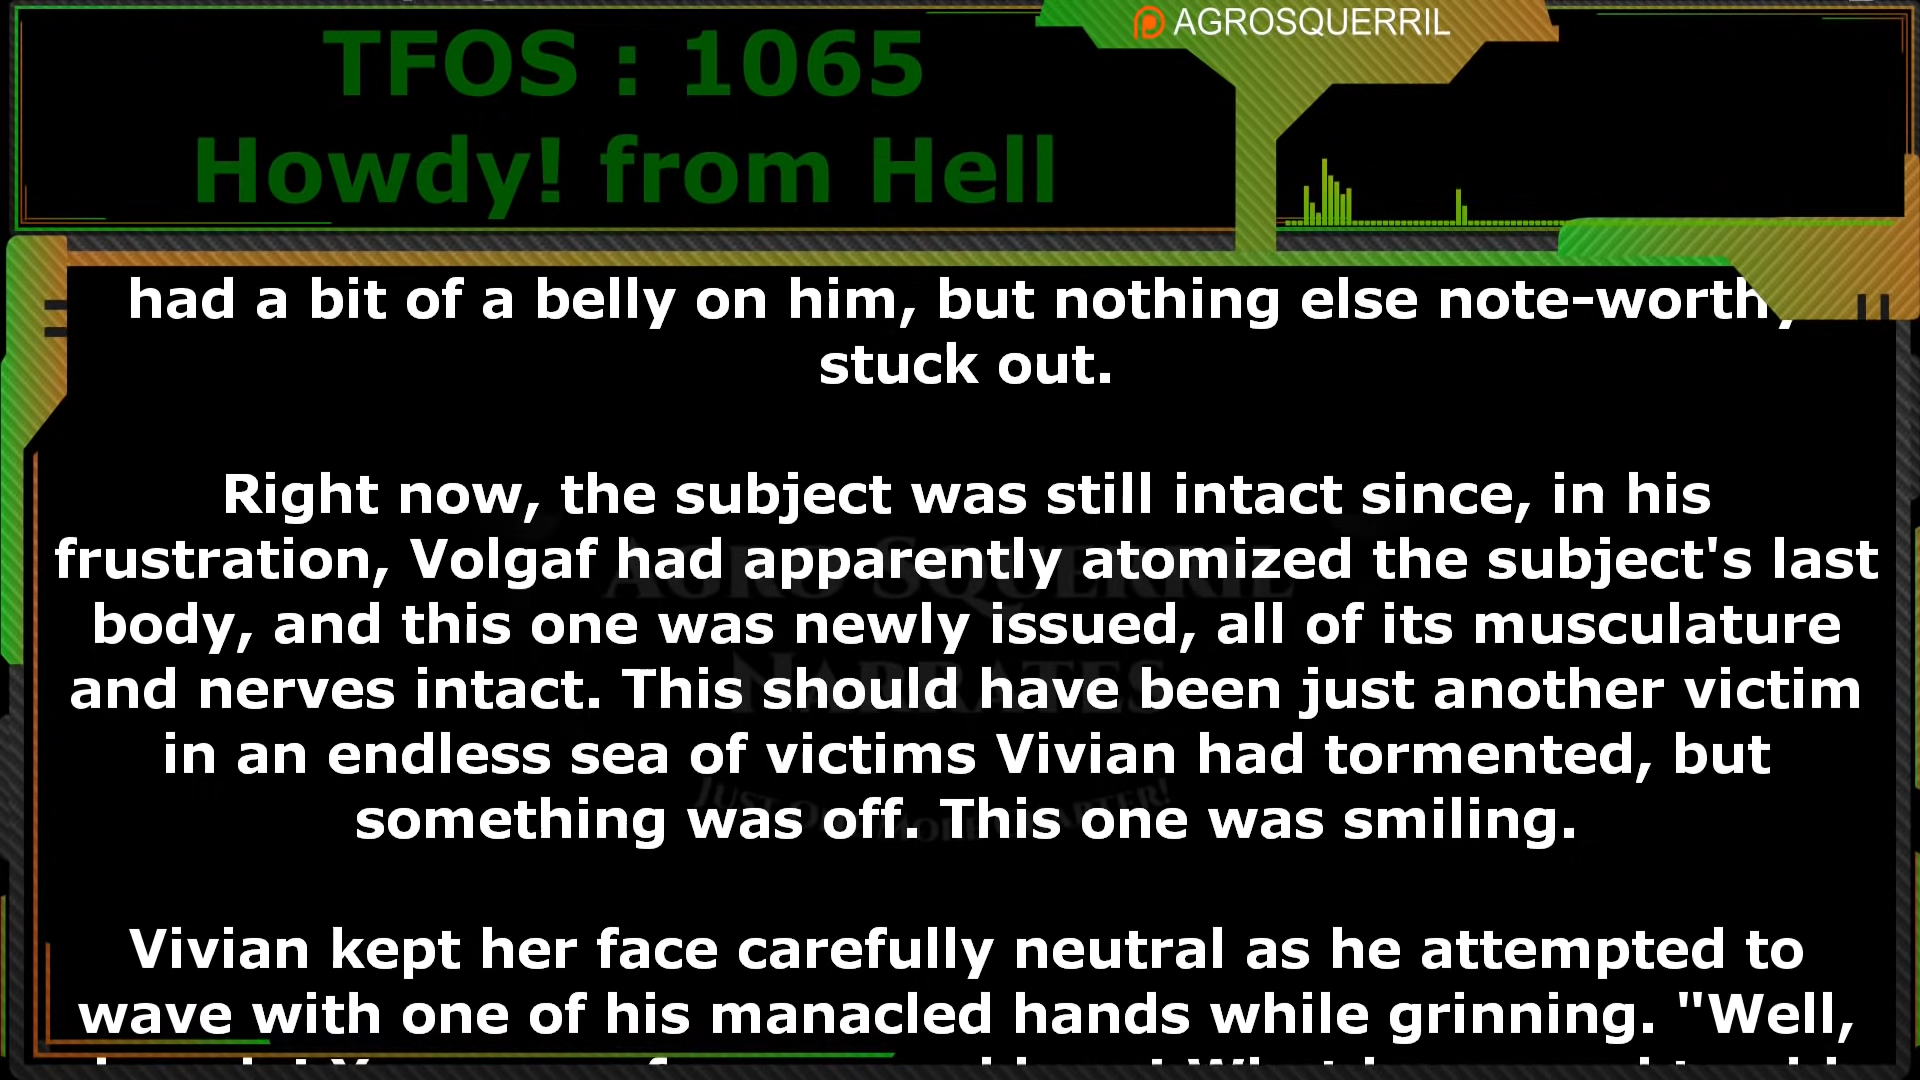 AGROSQUERRIL
TFOS : 1065
Howdy! from Hell
had a bit of a belly on him, but nothing else note-worthy
stuck out.
Right now, the subject was still intact since, in his
frustration, Volgaf had apparently atomized the subject's last
body, and this one was newly issued, all of its musculature
and nerves intact. This should have been just another victim
in an endless sea of victims Vivian had tormented, but
something was off. This one was smiling.
Vivian kept her face carefully neutral as he attempted to
wave with one of his manacled hands while grinning. "Well,
AGRO SQUERRIL
NARRATES